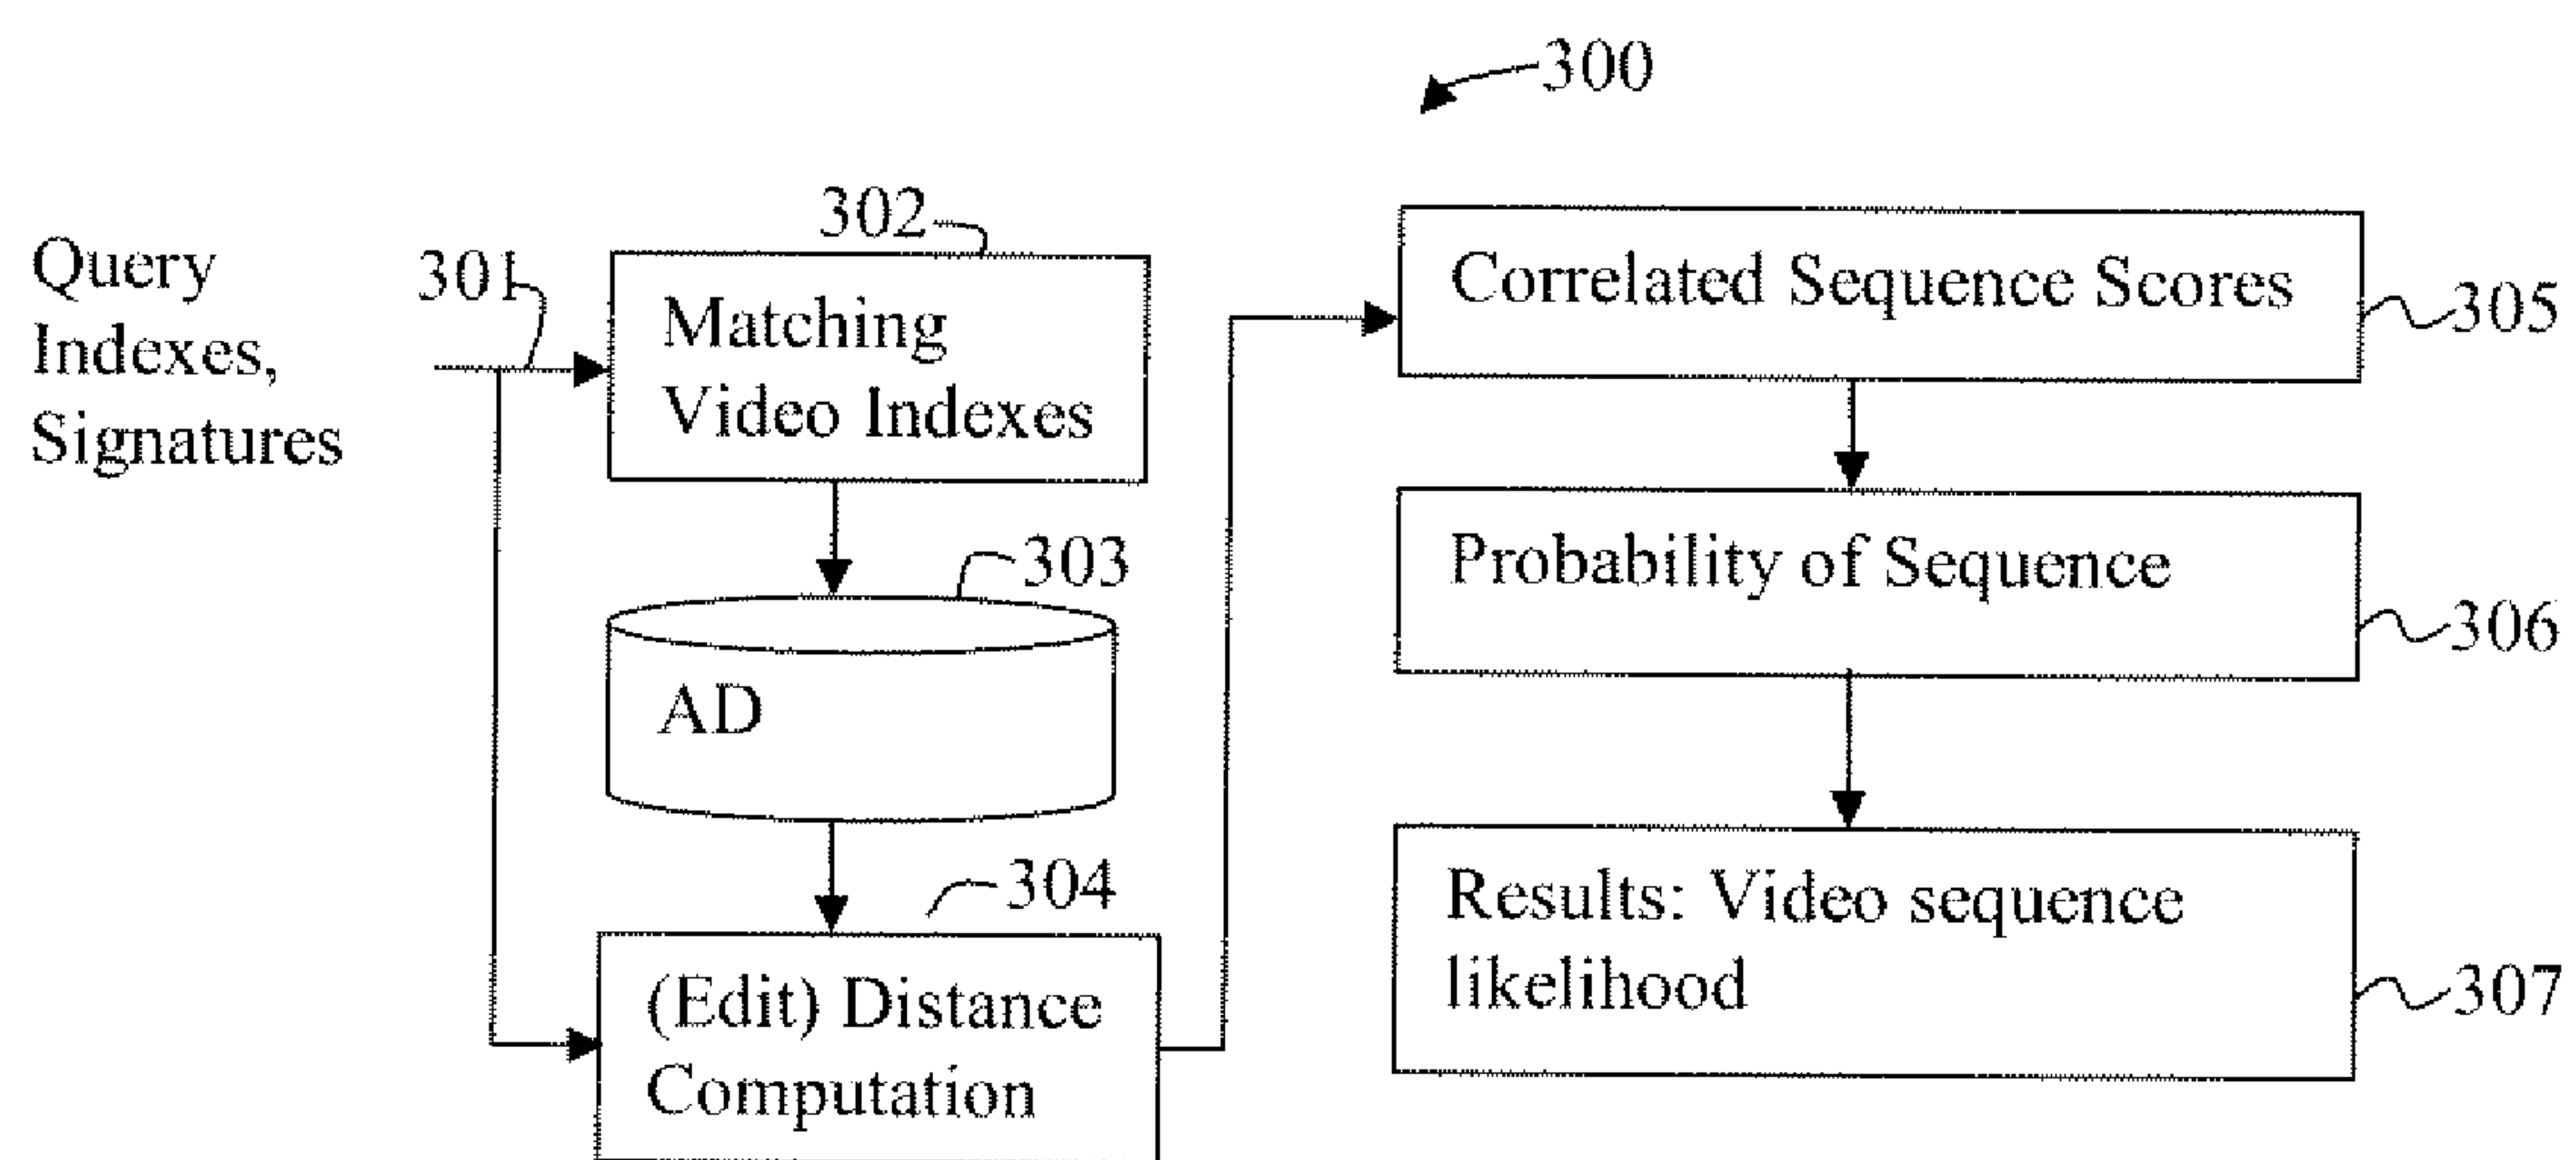 300
Query
Indexes,
Signatures
301
302
Matching
Video Indexes
303
AD
304
(Edit) Distance
Computation
Correlated Sequence Scores
305
Probability of Sequence
306
Results: Video sequence
likelihood
307